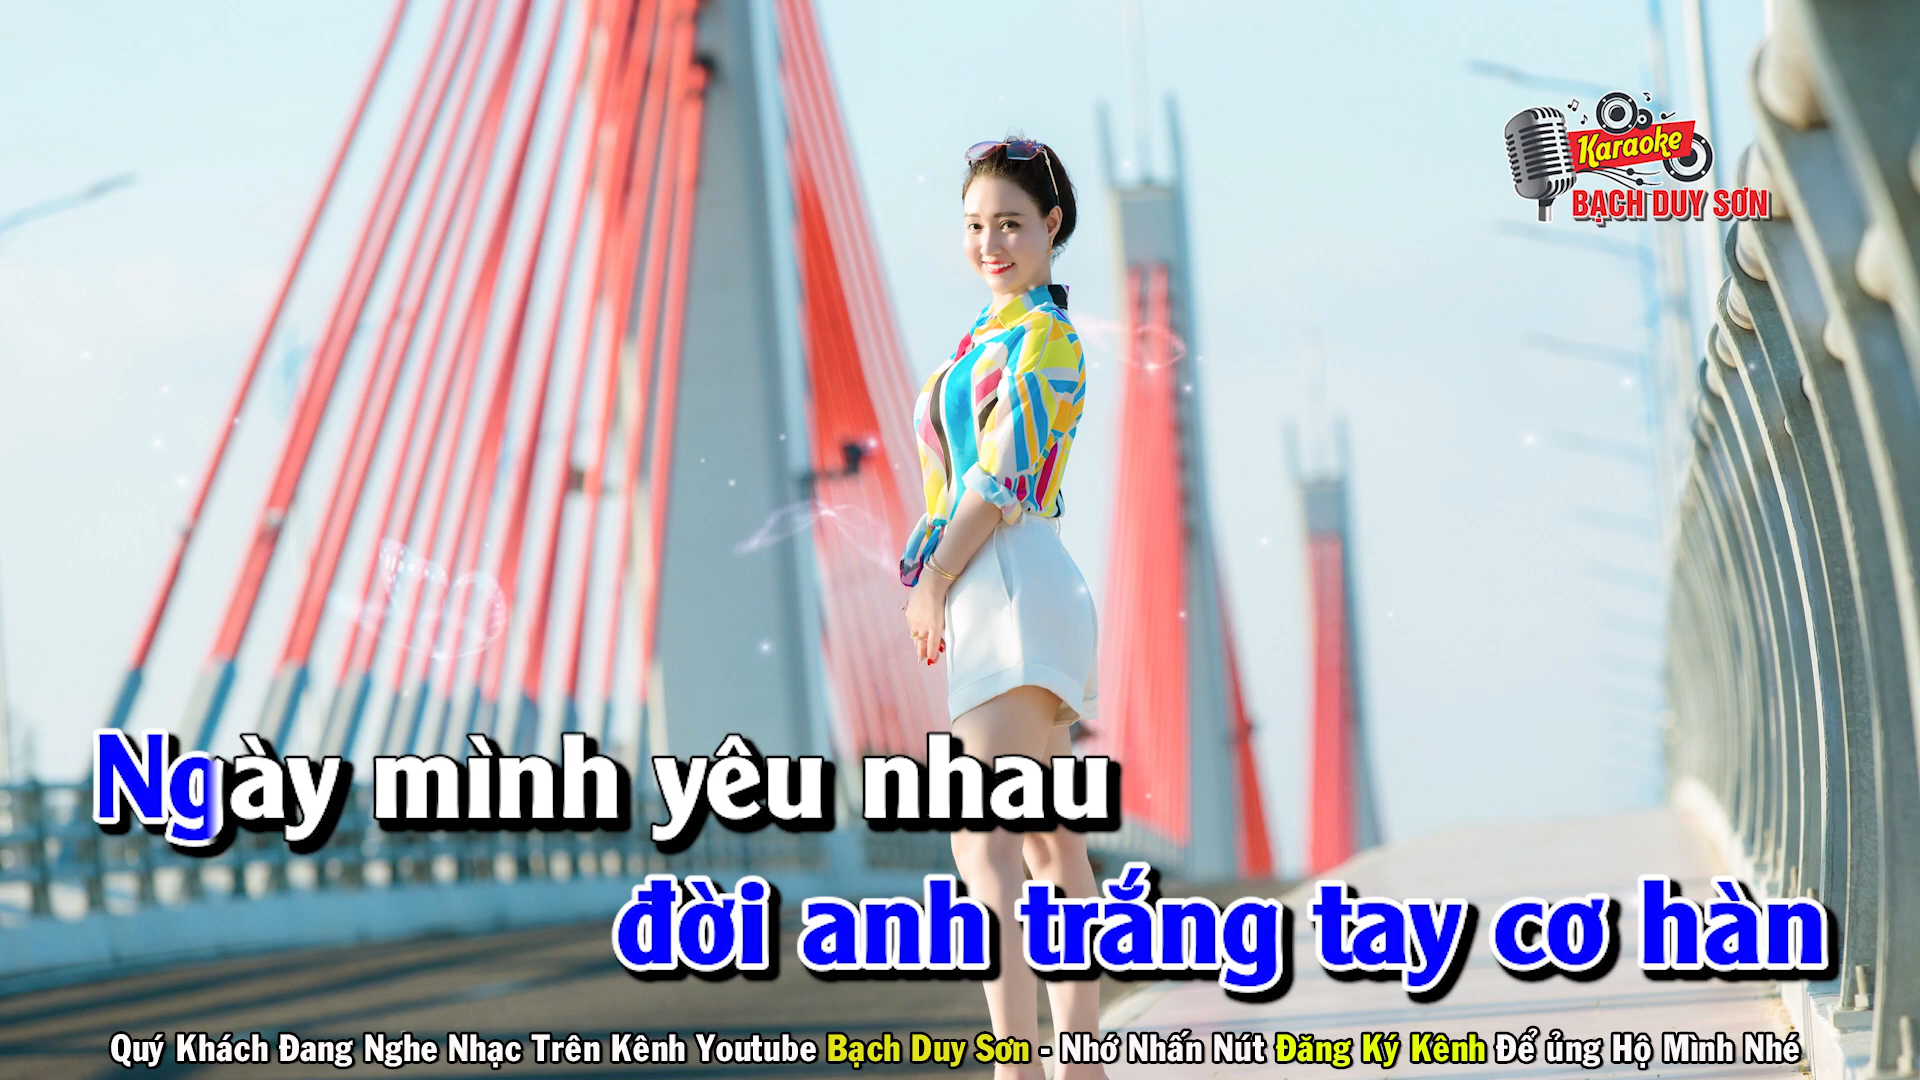 Karaoke
BẠCH DUY SƠN
Ngày mình yêu nhau
đời anh trắng tay cơ hàn
Quý Khách Đang Nghe Nhạc Trên Kênh Youtube Bạch Duy Sơn - Nhớ Nhấn Nút Đăng Ký Kênh Để ủng Hộ Mình Nhé